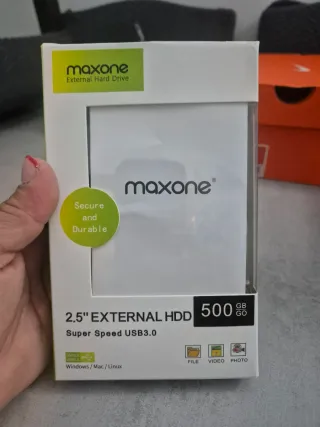 maxone
External Hard Drive
maxone®
Secure
and
Durable
2.5" EXTERNAL HDD
500 GB
GO
Super Speed USB3.0
Windows / Mac / Linux
FILE
VIDEO
PHOTO